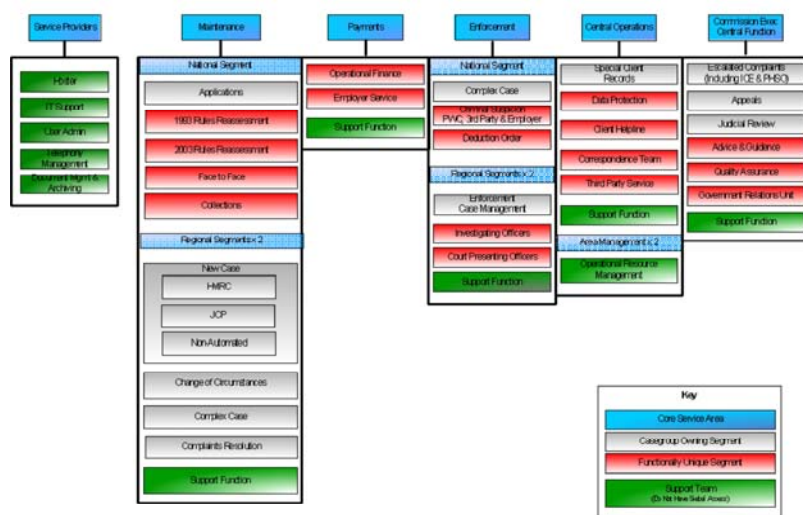 Service Providers
Maintenance
Payments
Enforcement
Central Operations
Commission Exec
Central Function
IT Support
User Admin
Telephony
Management
Document Mgmt &
Archiving
National Segment
Applications
1993 Rules Reassessment
2003 Rules Reassessment
Face to Face
Collections
Regional Segments x 2
New Case
HMRC
JCP
Non-Automated
Change of Circumstances
Complex Case
Complaints Resolution
Support Function
Operational Finance
Employer Service
Support Function
National Segment
Complex Case
PWC, 3rd Party & Employer
Deduction Order
Regional Segments x 2
Enforcement
Case Management
Investigating Officers
Court Presenting Officers
Support Function
Special Client
Records
Data Protection
Client Helpline
Correspondence Team
Third Party Service
Support Function
Area Management x 2
Operational Resource
Management
Escalated Complaints
(Including ICE & PHSO)
Appeals
Judicial Review
Advice & Guidance
Quality Assurance
Government Relations Unit
Support Function
Key
Core Service Area
Casegroup Owning Segment
Functionally Unique Segment
Support Team
(Do Not Have Siebel Access)